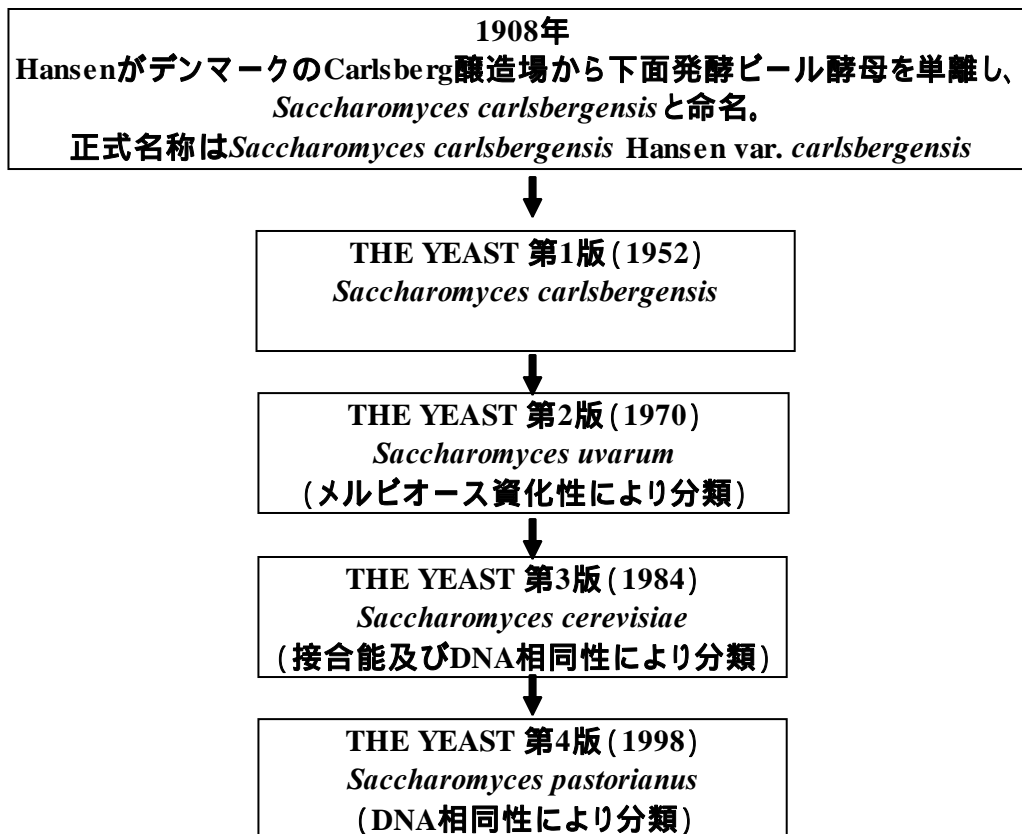 1908年
HansenがデンマークのCarlsberg醸造場から下面発酵ビール酵母を単離し、
Saccharomyces carlsbergensisと命名。
正式名称はSaccharomyces carlsbergensis Hansen var. carlsbergensis
THE YEAST 第1版(1952)
Saccharomyces carlsbergensis
THE YEAST 第2版(1970)
Saccharomyces uvarum
(メルビオース資化性により分類)
THE YEAST 第3版(1984)
Saccharomyces cerevisiae
(接合能及びDNA相同性により分類)
THE YEAST 第4版(1998)
Saccharomyces pastorianus
(DNA相同性により分類)